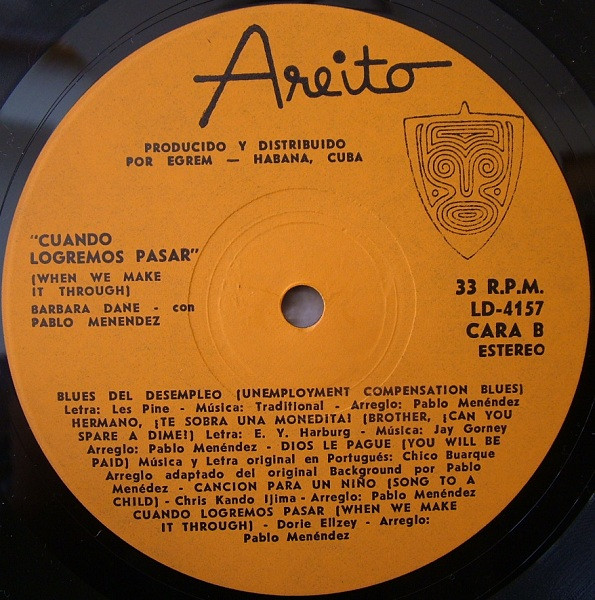 Areito
PRODUCIDO Y DISTRIBUIDO
POR EGREM — HABANA, CUBA
"CUANDO
LOGREMOS PASAR"
(WHEN WE MAKE
IT THROUGH)
BARBARA DANE - con
PABLO MENENDEZ
33 R.P.M.
LD-4157
CARA B
ESTEREO
BLUES DEL DESEMPLEO (UNEMPLOYMENT COMPENSATION BLUES)
Letra: Les Pine - Música: Traditional - Arreglo: Pablo Menéndez
HERMANO, ¡TE SOBRA UNA MONEDITA! (BROTHER, ¡CAN YOU
SPARE A DIME!) Letra: E. Y. Harburg - Música: Jay Gorney
Arreglo: Pablo Menéndez - DIOS LE PAGUE (YOU WILL BE
PAID) Música y Letra original en Portugués: Chico Buarque
Arreglo adaptado del original Background por Pablo
Menédez - CANCION PARA UN NIÑO (SONG TO A
CHILD) - Chris Kando Ijima - Arreglo: Pablo Menéndez
CUANDO LOGREMOS PASAR (WHEN WE MAKE
IT THROUGH) - Dorie Ellzey - Arreglo:
Pablo Menéndez